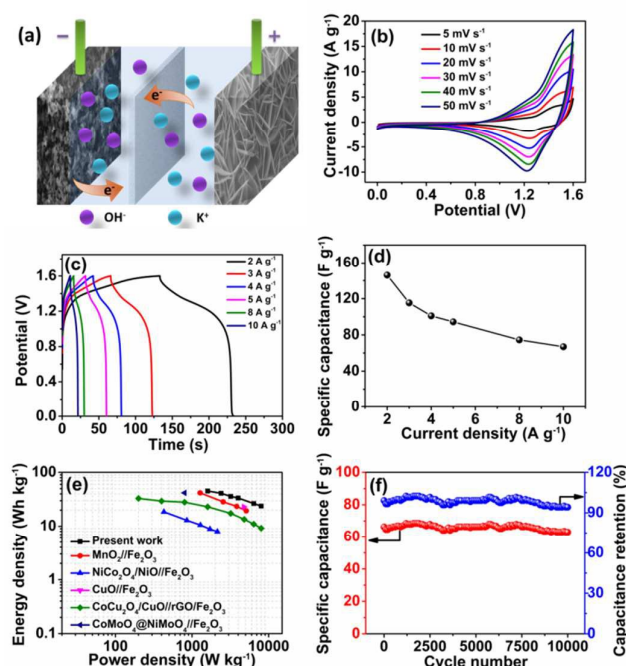 (a)
−
+
e⁻
e⁻
OH⁻
K⁺
(b)
Current density (A g⁻¹)
20
15
10
5
0
-5
-10
5 mV s⁻¹
10 mV s⁻¹
20 mV s⁻¹
30 mV s⁻¹
40 mV s⁻¹
50 mV s⁻¹
0.0 0.4 0.8 1.2 1.6
Potential (V)
(c)
Potential (V)
2.0
1.6
1.2
0.8
0.4
0.0
2 A g⁻¹
3 A g⁻¹
4 A g⁻¹
5 A g⁻¹
8 A g⁻¹
10 A g⁻¹
0 50 100 150 200 250 300
Time (s)
(d)
Specific capacitance (F g⁻¹)
160
120
80
40
0
2 4 6 8 10
Current density (A g⁻¹)
(e)
Energy density (Wh kg⁻¹)
100
10
1
0.1
Present work
MnO₂//Fe₂O₃
NiCo₂O₄/NiO//Fe₂O₃
CuO//Fe₂O₃
CoCu₂O₄/CuO//rGO/Fe₂O₃
CoMoO₄@NiMoO₄//Fe₂O₃
100 1000 10000
Power density (W kg⁻¹)
(f)
Specific capacitance (F g⁻¹)
100
80
60
40
20
0
120
90
60
30
0
Capacitance retention (%)
0 2500 5000 7500 10000
Cycle number